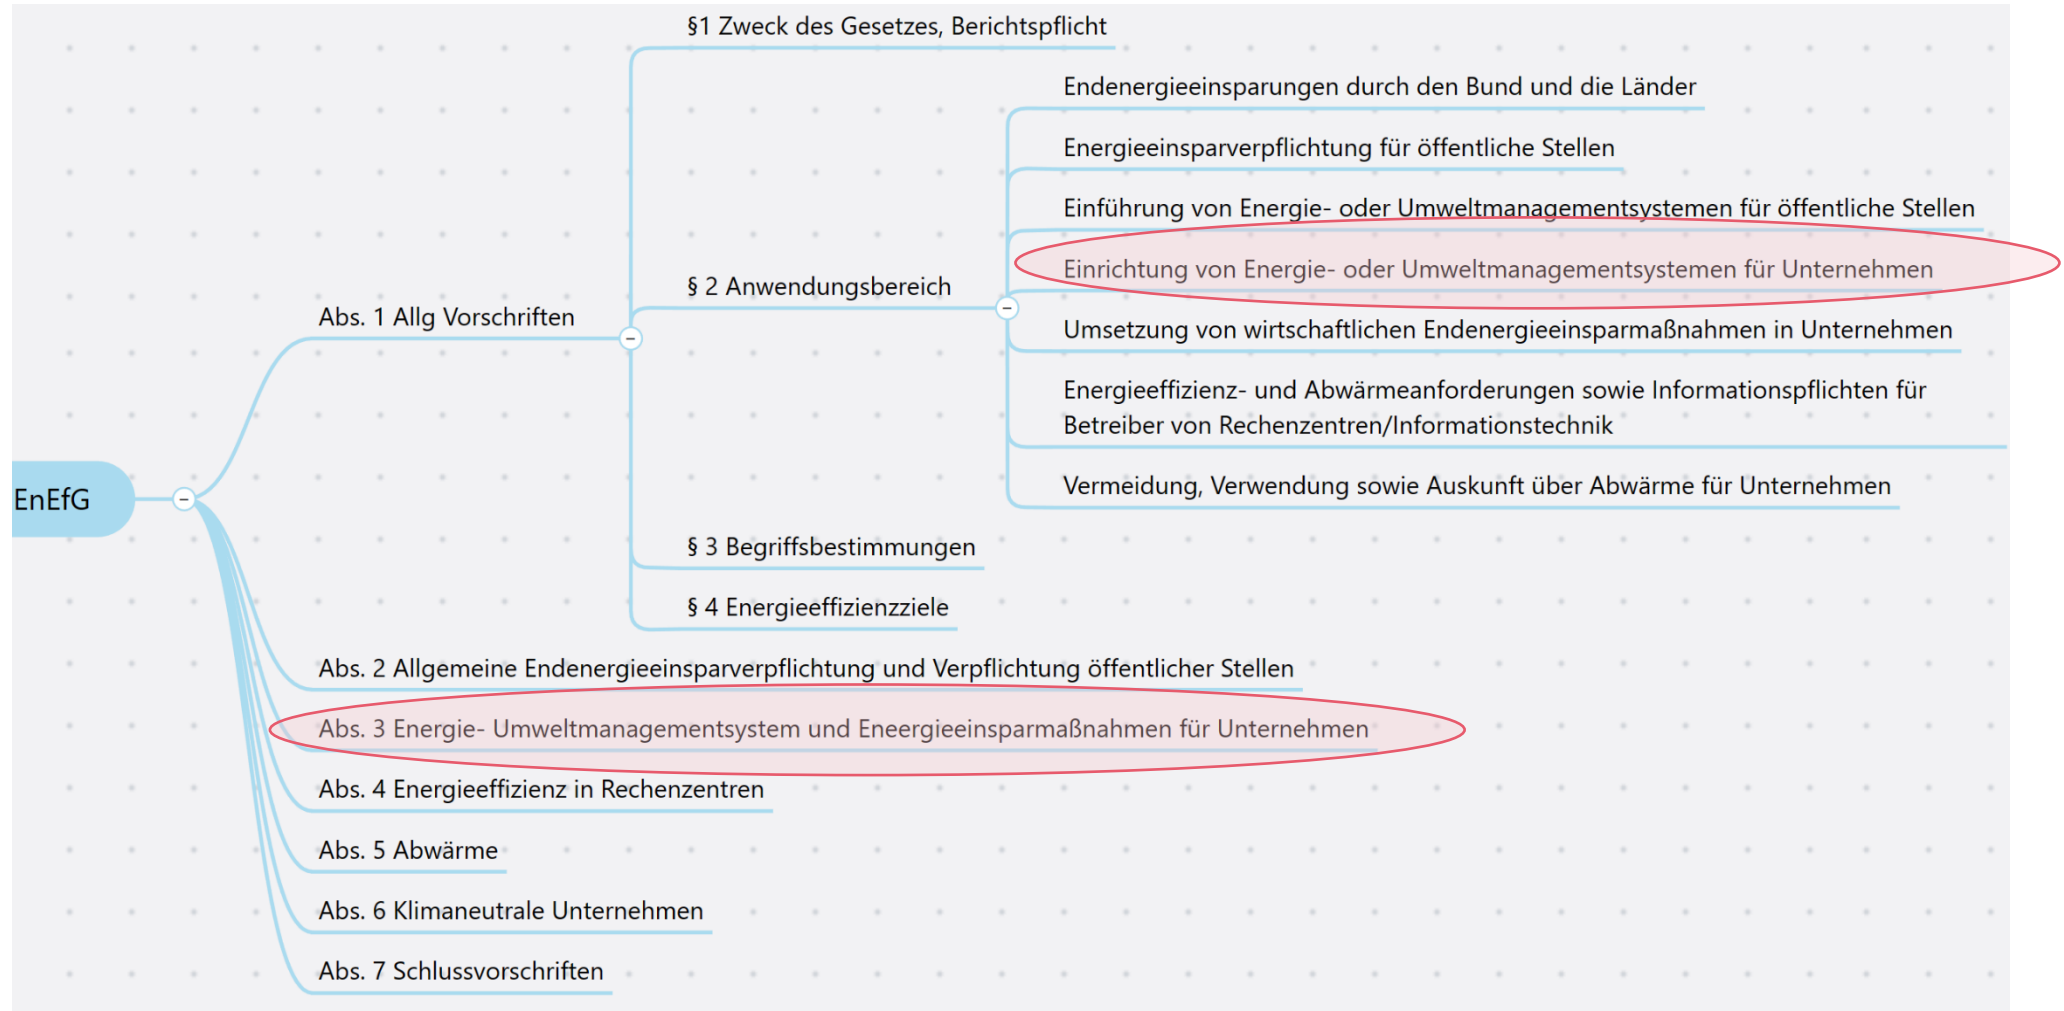 §1 Zweck des Gesetzes, Berichtspflicht
Endenergieeinsparungen durch den Bund und die Länder
Energieeinsparverpflichtung für öffentliche Stellen
Einführung von Energie- oder Umweltmanagementsystemen für öffentliche Stellen
Einrichtung von Energie- oder Umweltmanagementsystemen für Unternehmen
§ 2 Anwendungsbereich
Abs. 1 Allg Vorschriften
Umsetzung von wirtschaftlichen Endenergieeinsparmaßnahmen in Unternehmen
Energieeffizienz- und Abwärmeanforderungen sowie Informationspflichten für
Betreiber von Rechenzentren/Informationstechnik
Vermeidung, Verwendung sowie Auskunft über Abwärme für Unternehmen
EnEfG
§ 3 Begriffsbestimmungen
§ 4 Energieeffizienzziele
Abs. 2 Allgemeine Endenergieeinsparverpflichtung und Verpflichtung öffentlicher Stellen
Abs. 3 Energie- Umweltmanagementsystem und Eneergieeinsparmaßnahmen für Unternehmen
Abs. 4 Energieeffizienz in Rechenzentren
Abs. 5 Abwärme
Abs. 6 Klimaneutrale Unternehmen
Abs. 7 Schlussvorschriften